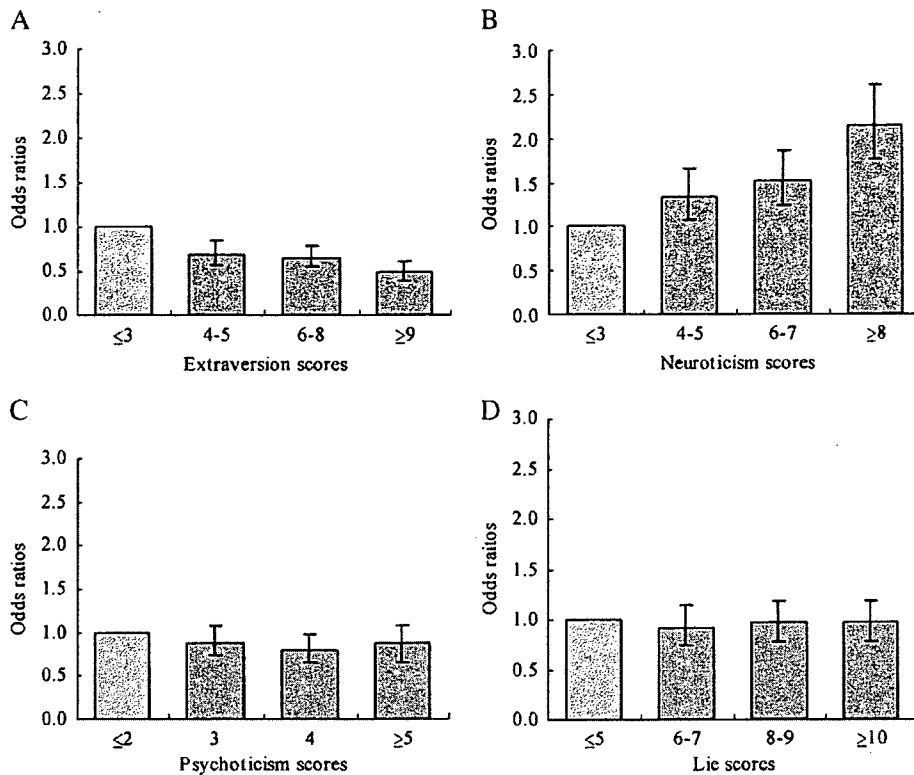 A
3.0
2.5
2.0
1.5
1.0
0.5
0.0
Odds ratios
≤3 4-5 6-8 ≥9
Extraversion scores
B
3.0
2.5
2.0
1.5
1.0
0.5
0.0
Odds ratios
≤3 4-5 6-7 ≥8
Neuroticism scores
C
3.0
2.5
2.0
1.5
1.0
0.5
0.0
Odds ratios
≤2 3 4 ≥5
Psychoticism scores
D
3.0
2.5
2.0
1.5
1.0
0.5
0.0
Odds raitos
≤5 6-7 8-9 ≥10
Lie scores